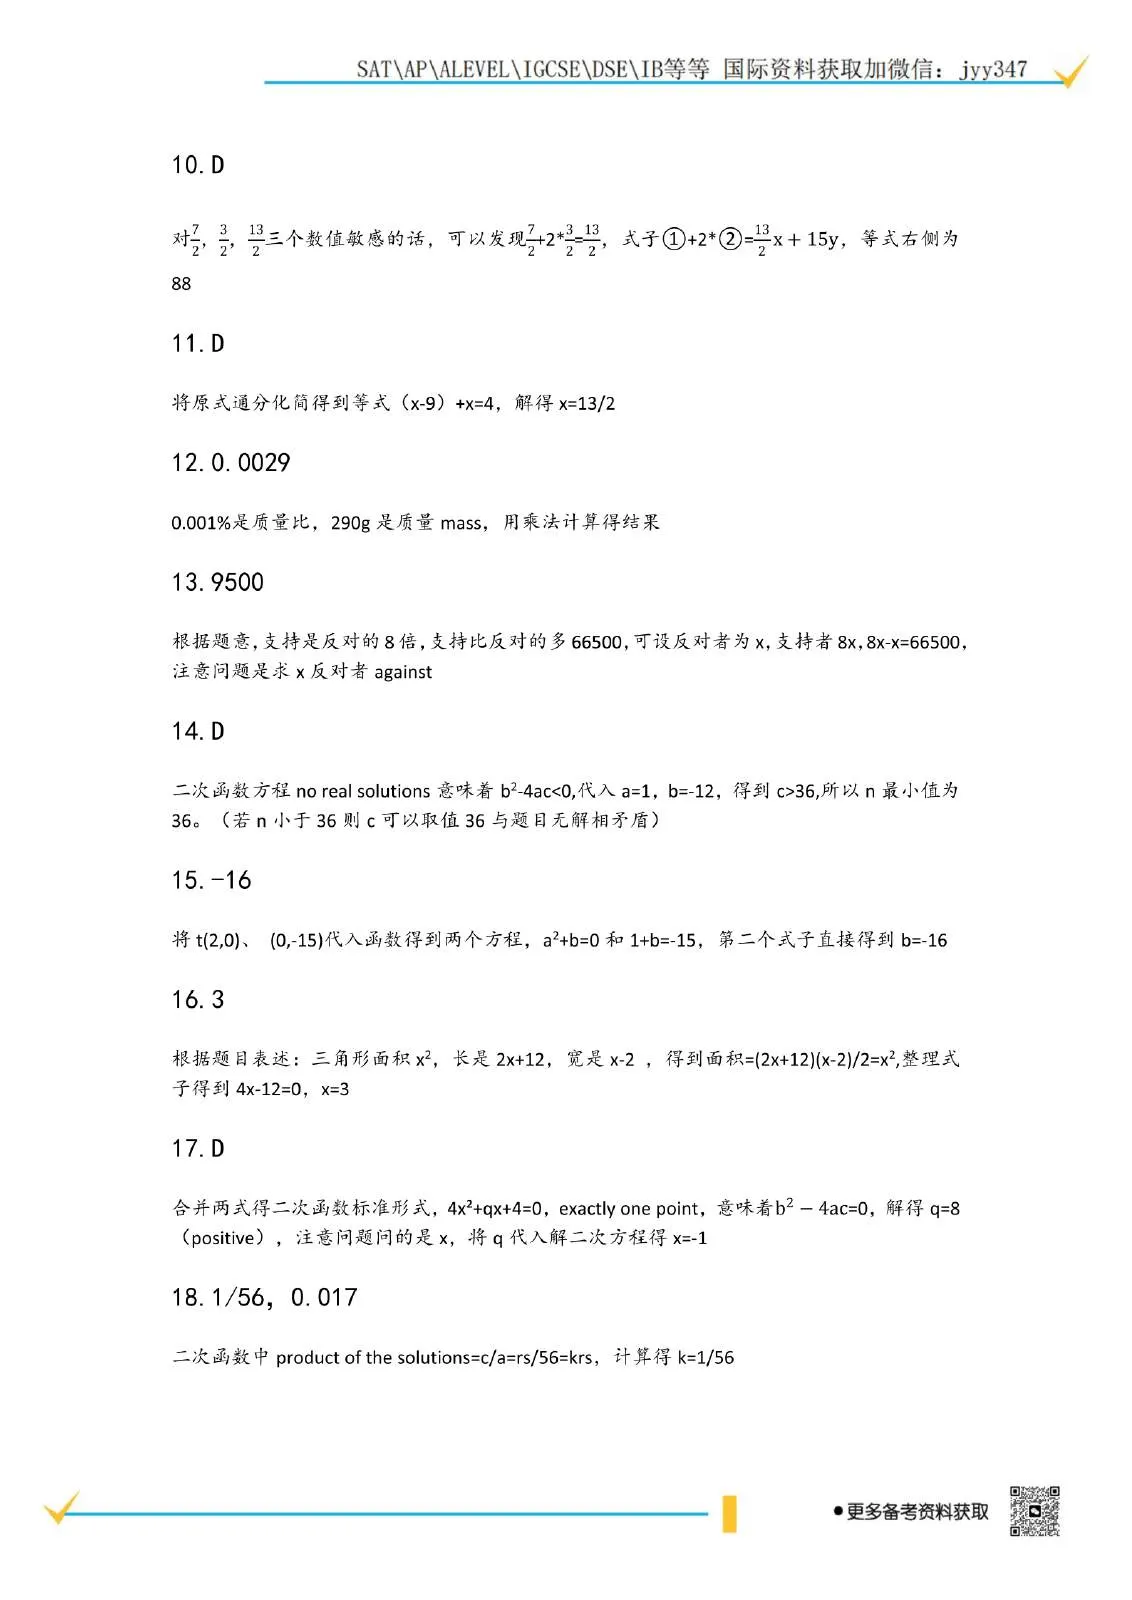 SAT\AP\ALEVEL\IGCSE\DSE\IB等等 国际资料获取加微信：jyy347
10.D
对7/2，3/2，13/2三个数值敏感的话，可以发现7/2+2*3/2=13/2，式子①+2*②=13/2x+15y，等式右侧为
88
11.D
将原式通分化简得到等式（x-9）+x=4，解得 x=13/2
12.0.0029
0.001%是质量比，290g 是质量 mass，用乘法计算得结果
13.9500
根据题意,支持是反对的 8 倍,支持比反对的多 66500,可设反对者为 x,支持者 8x,8x-x=66500,
注意问题是求 x 反对者 against
14.D
二次函数方程 no real solutions 意味着 b²-4ac<0,代入 a=1，b=-12，得到 c>36,所以 n 最小值为
36。（若 n 小于 36 则 c 可以取值 36 与题目无解相矛盾）
15.-16
将 t(2,0)、 (0,-15)代入函数得到两个方程，a²+b=0 和 1+b=-15，第二个式子直接得到 b=-16
16.3
根据题目表述：三角形面积 x²，长是 2x+12，宽是 x-2 ，得到面积=(2x+12)(x-2)/2=x²,整理式
子得到 4x-12=0，x=3
17.D
合并两式得二次函数标准形式，4x²+qx+4=0，exactly one point，意味着b² − 4ac=0，解得 q=8
（positive），注意问题问的是 x，将 q 代入解二次方程得 x=-1
18.1/56，0.017
二次函数中 product of the solutions=c/a=rs/56=krs，计算得 k=1/56
●更多备考资料获取